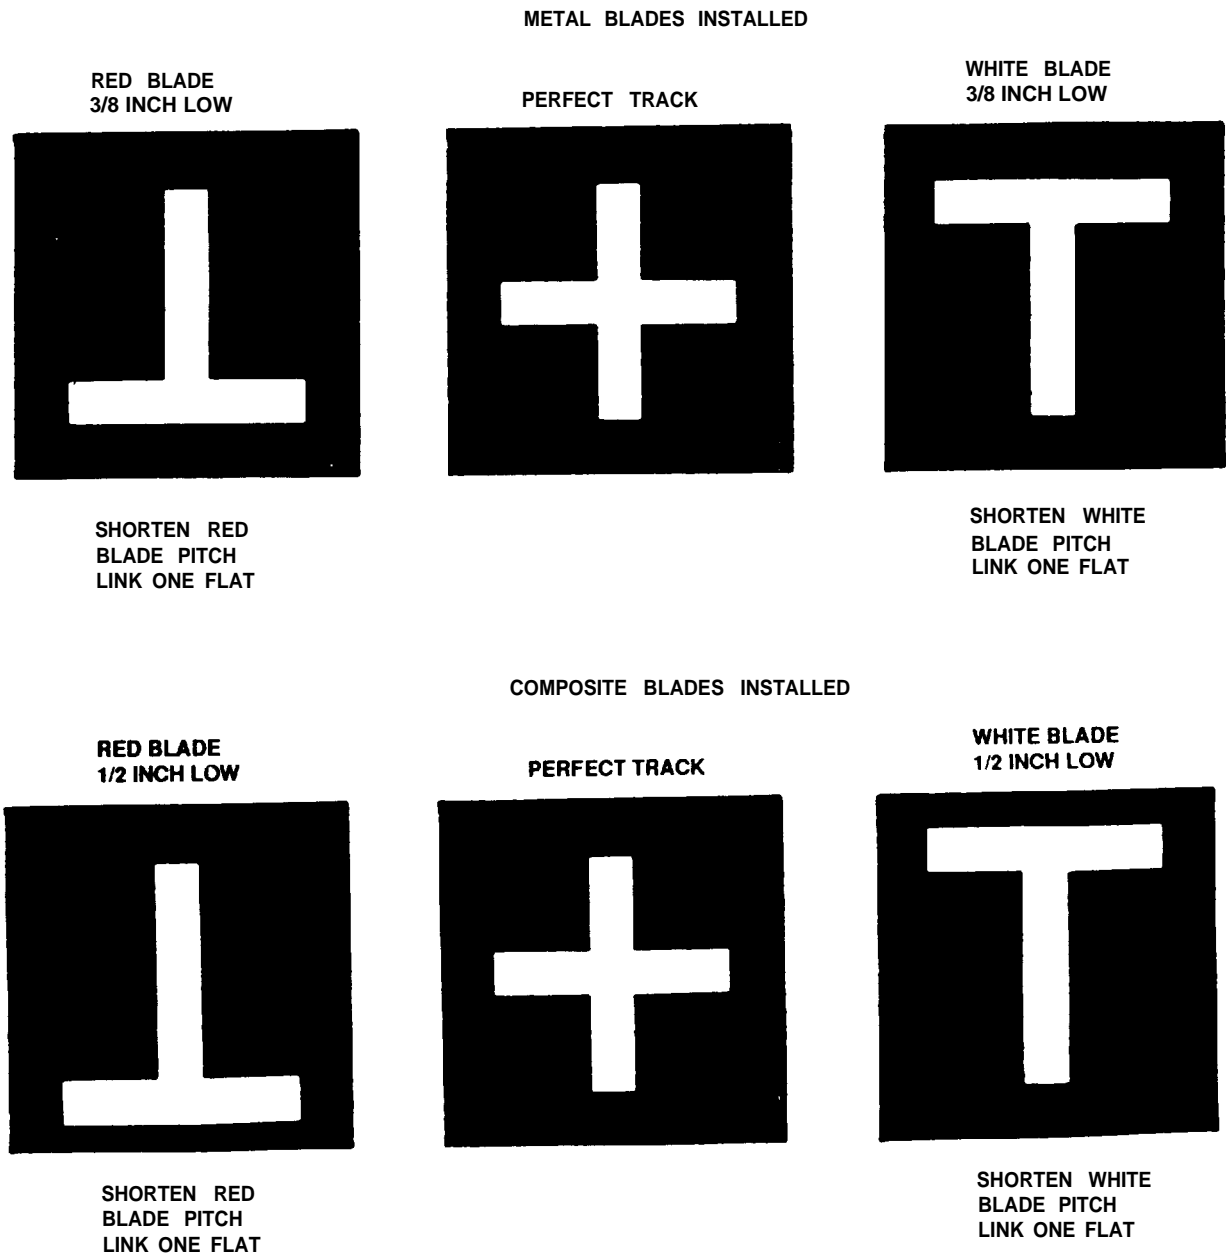 METAL BLADES INSTALLED
RED BLADE
3/8 INCH LOW
PERFECT TRACK
WHITE BLADE
3/8 INCH LOW
SHORTEN RED
BLADE PITCH
LINK ONE FLAT
SHORTEN WHITE
BLADE PITCH
LINK ONE FLAT
COMPOSITE BLADES INSTALLED
RED BLADE
1/2 INCH LOW
PERFECT TRACK
WHITE BLADE
1/2 INCH LOW
SHORTEN RED
BLADE PITCH
LINK ONE FLAT
SHORTEN WHITE
BLADE PITCH
LINK ONE FLAT